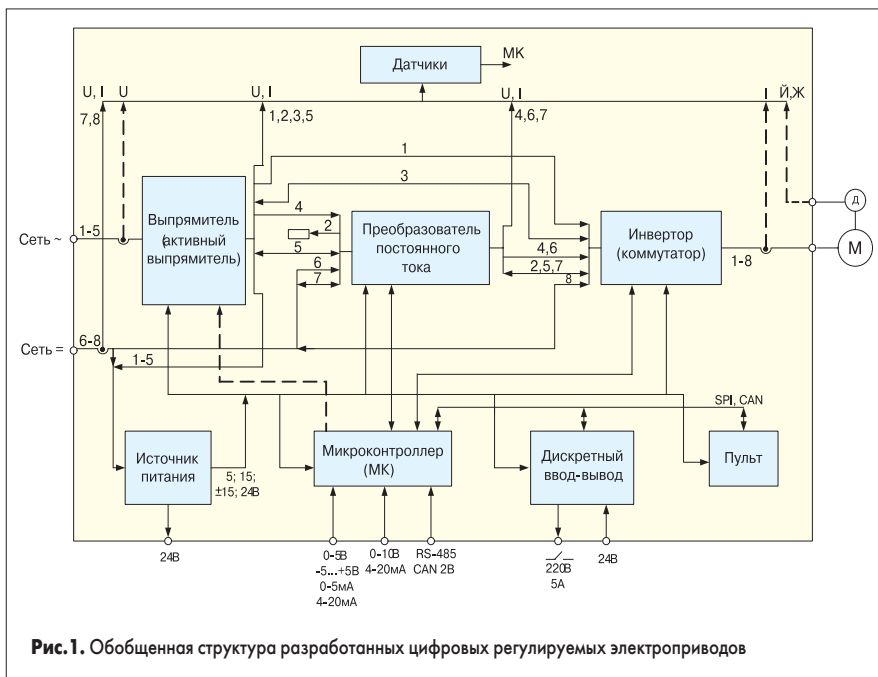 Датчики
МК
U, I
U
U, I
U, I
I
Й,Ж
7,8
1,2,3,5
4,6,7
1
3
Выпрямитель
(активный
выпрямитель)
4
2
5
6
7
Преобразователь
постоянного
тока
4,6
2,5,7
8
Инвертор
(коммутатор)
Д
М
Сеть ~
1-5
1-8
Сеть =
6-8
1-5
SPI, CAN
Источник
питания
5; 15;
±15; 24В
Микроконтроллер
(МК)
Дискретный
ввод-вывод
Пульт
24В
0-5В
-5...+5В
0-5мА
4-20мА
0-10В
4-20мА
RS-485
CAN 2B
220В
5А
24В
Рис.1. Обобщенная структура разработанных цифровых регулируемых электроприводов